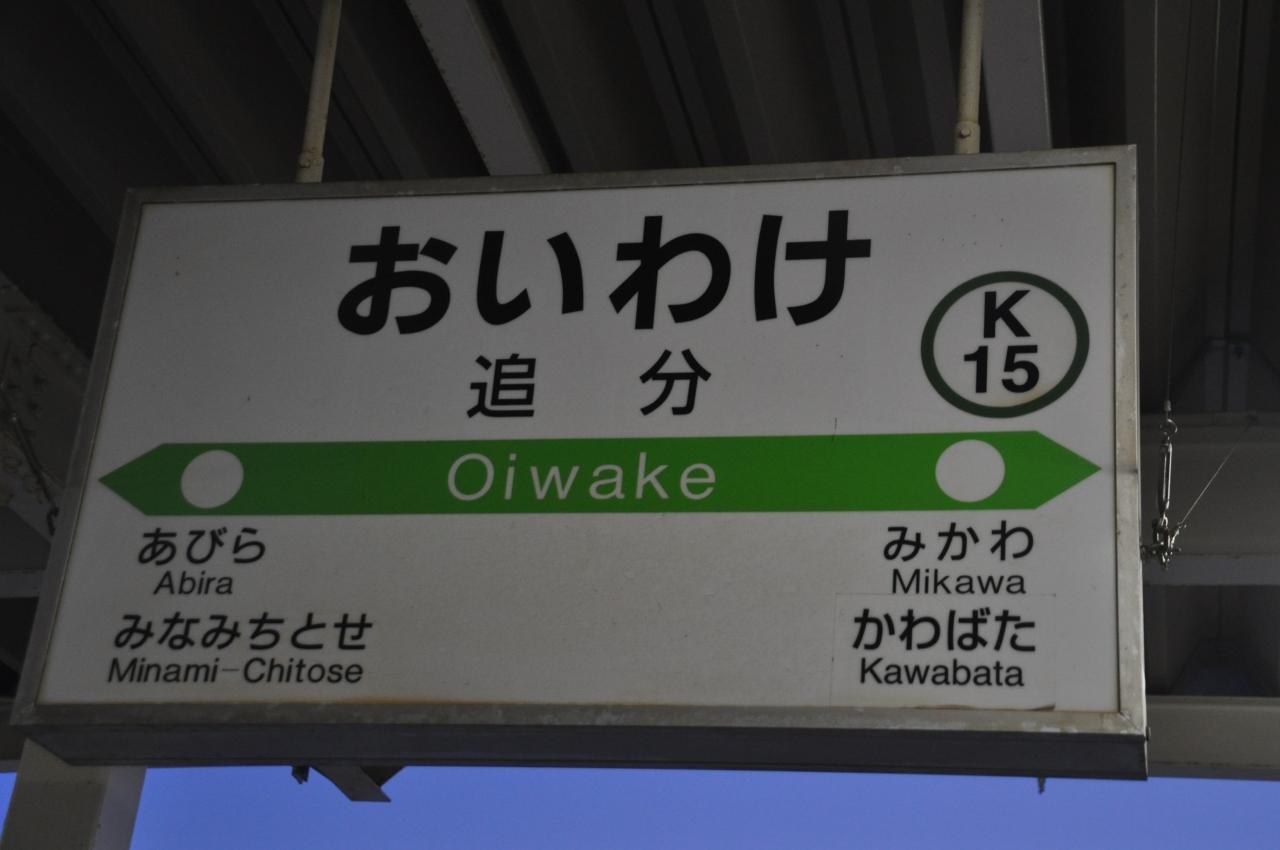 おいわけ
K
15
追分
Oiwake
あびら
Abira
みなみちとせ
Minami-Chitose
みかわ
Mikawa
かわばた
Kawabata